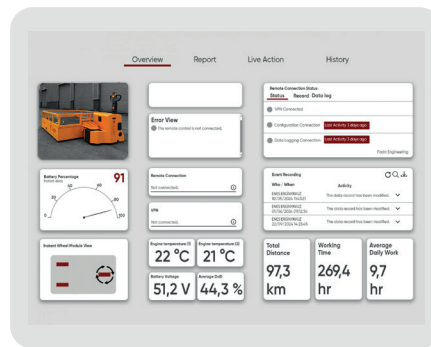 Overview Report Live Action History
Error View
The remote control is not connected.
Remote Connection Status
Status Record Data log
VPN Connected
Configuration Connection Last Activity 3 days ago
Data Logging Connection Last Activity 3 days ago
Battery Percentage
Instant data
91
20 40 60 80 100
Remote Connection
Not connected.
VPN
Not connected.
Event Recording
Who / When Activity
The data record has been modified.
The data record has been modified.
The data record has been modified.
Instant Wheel Module View
Engine temperature (1)
22 °C
Engine temperature (2)
21 °C
Battery Voltage
51,2 V
Average DoD
44,3 %
Total
Distance
97,3
km
Working
Time
269,4
hr
Average
Daily Work
9,7
hr